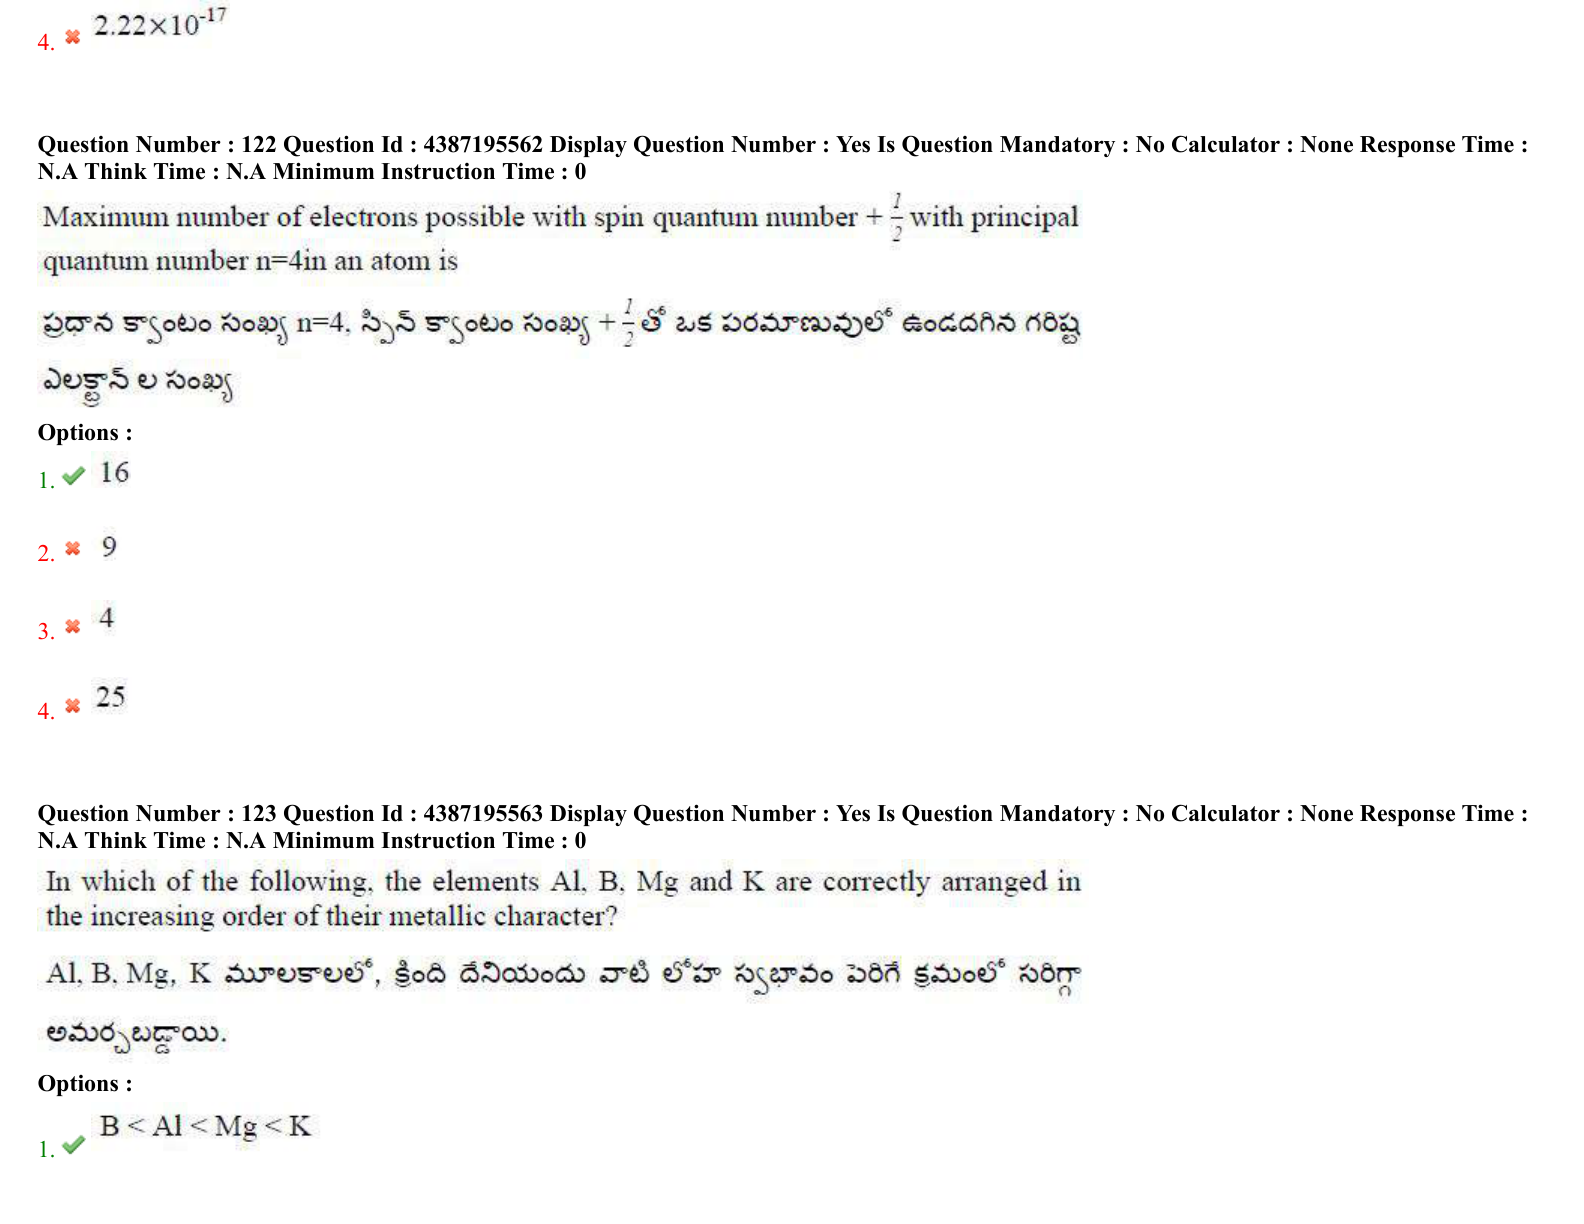 4. 2.22×10⁻¹⁷
Question Number : 122 Question Id : 4387195562 Display Question Number : Yes Is Question Mandatory : No Calculator : None Response Time :
N.A Think Time : N.A Minimum Instruction Time : 0
Maximum number of electrons possible with spin quantum number + 1/2 with principal
quantum number n=4in an atom is
ప్రధాన క్వాంటం సంఖ్య n=4, స్పిన్ క్వాంటం సంఖ్య + 1/2 తో ఒక పరమాణువులో ఉండదగిన గరిష్ట
ఎలక్ట్రాన్ ల సంఖ్య
Options :
1. 16
2. 9
3. 4
4. 25
Question Number : 123 Question Id : 4387195563 Display Question Number : Yes Is Question Mandatory : No Calculator : None Response Time :
N.A Think Time : N.A Minimum Instruction Time : 0
In which of the following, the elements Al, B, Mg and K are correctly arranged in
the increasing order of their metallic character?
Al, B, Mg, K మూలకాలలో, క్రింది దేనియందు వాటి లోహ స్వభావం పెరిగే క్రమంలో సరిగ్గా
అమర్చబడ్డాయి.
Options :
1. B < Al < Mg < K